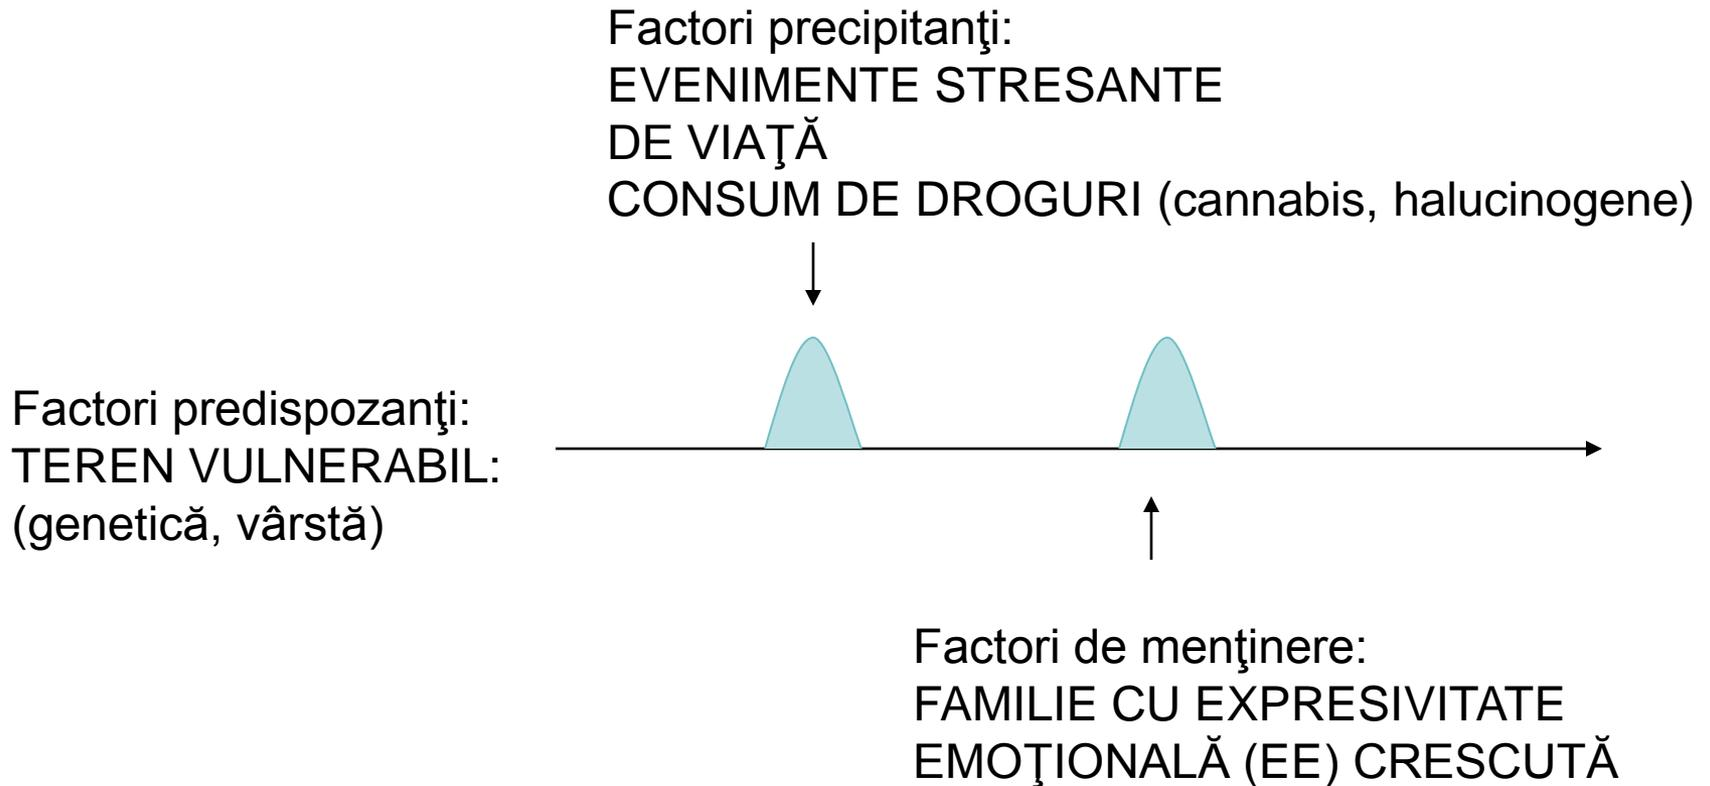 Factori precipitanţi:
EVENIMENTE STRESANTE
DE VIAŢĂ
CONSUM DE DROGURI (cannabis, halucinogene)
Factori predispozanţi:
TEREN VULNERABIL:
(genetică, vârstă)
Factori de menţinere:
FAMILIE CU EXPRESIVITATE
EMOŢIONALĂ (EE) CRESCUTĂ